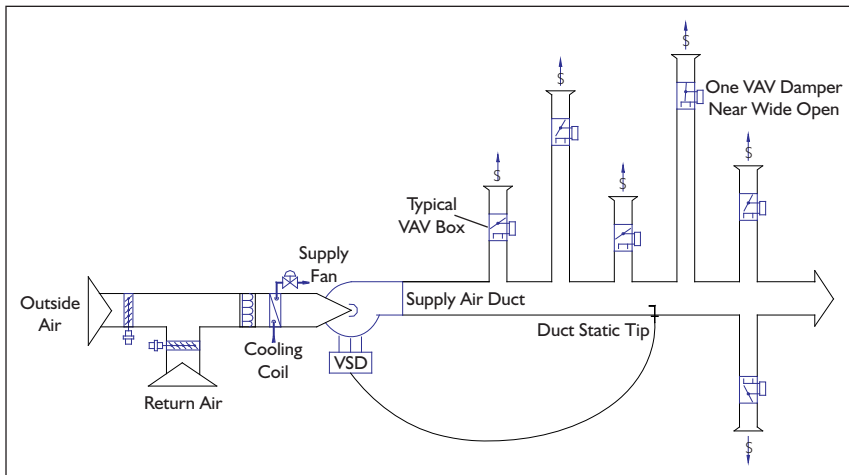 One VAV Damper
Near Wide Open
S
S
S
S
S
Typical
VAV Box
Supply
Fan
Outside
Air
Supply Air Duct
Duct Static Tip
Cooling
Coil
VSD
Return Air
S